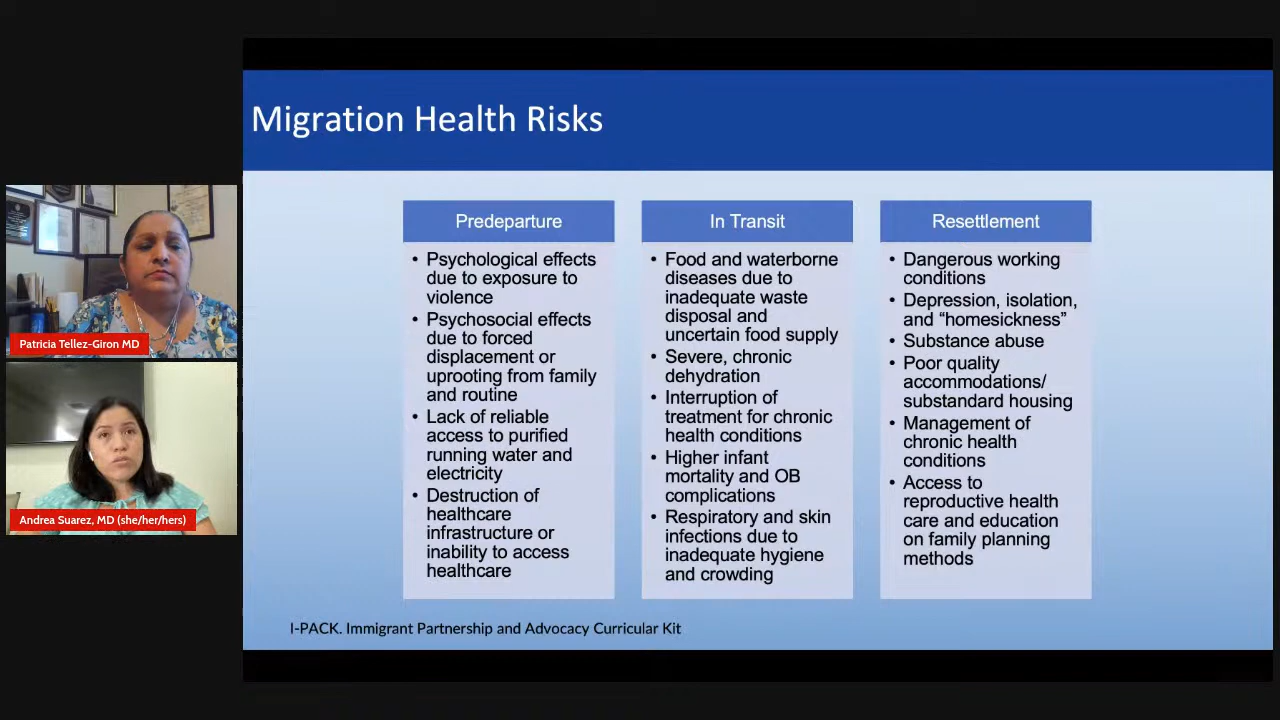 Migration Health Risks
Predeparture
• Psychological effects
due to exposure to
violence
• Psychosocial effects
due to forced
displacement or
uprooting from family
and routine
• Lack of reliable
access to purified
running water and
electricity
• Destruction of
healthcare
infrastructure or
inability to access
healthcare
In Transit
• Food and waterborne
diseases due to
inadequate waste
disposal and
uncertain food supply
• Severe, chronic
dehydration
• Interruption of
treatment for chronic
health conditions
• Higher infant
mortality and OB
complications
• Respiratory and skin
infections due to
inadequate hygiene
and crowding
Resettlement
• Dangerous working
conditions
• Depression, isolation,
and “homesickness”
• Substance abuse
• Poor quality
accommodations/
substandard housing
• Management of
chronic health
conditions
• Access to
reproductive health
care and education
on family planning
methods
I-PACK. Immigrant Partnership and Advocacy Curricular Kit
Patricia Tellez-Giron MD
Andrea Suarez, MD (she/her/hers)